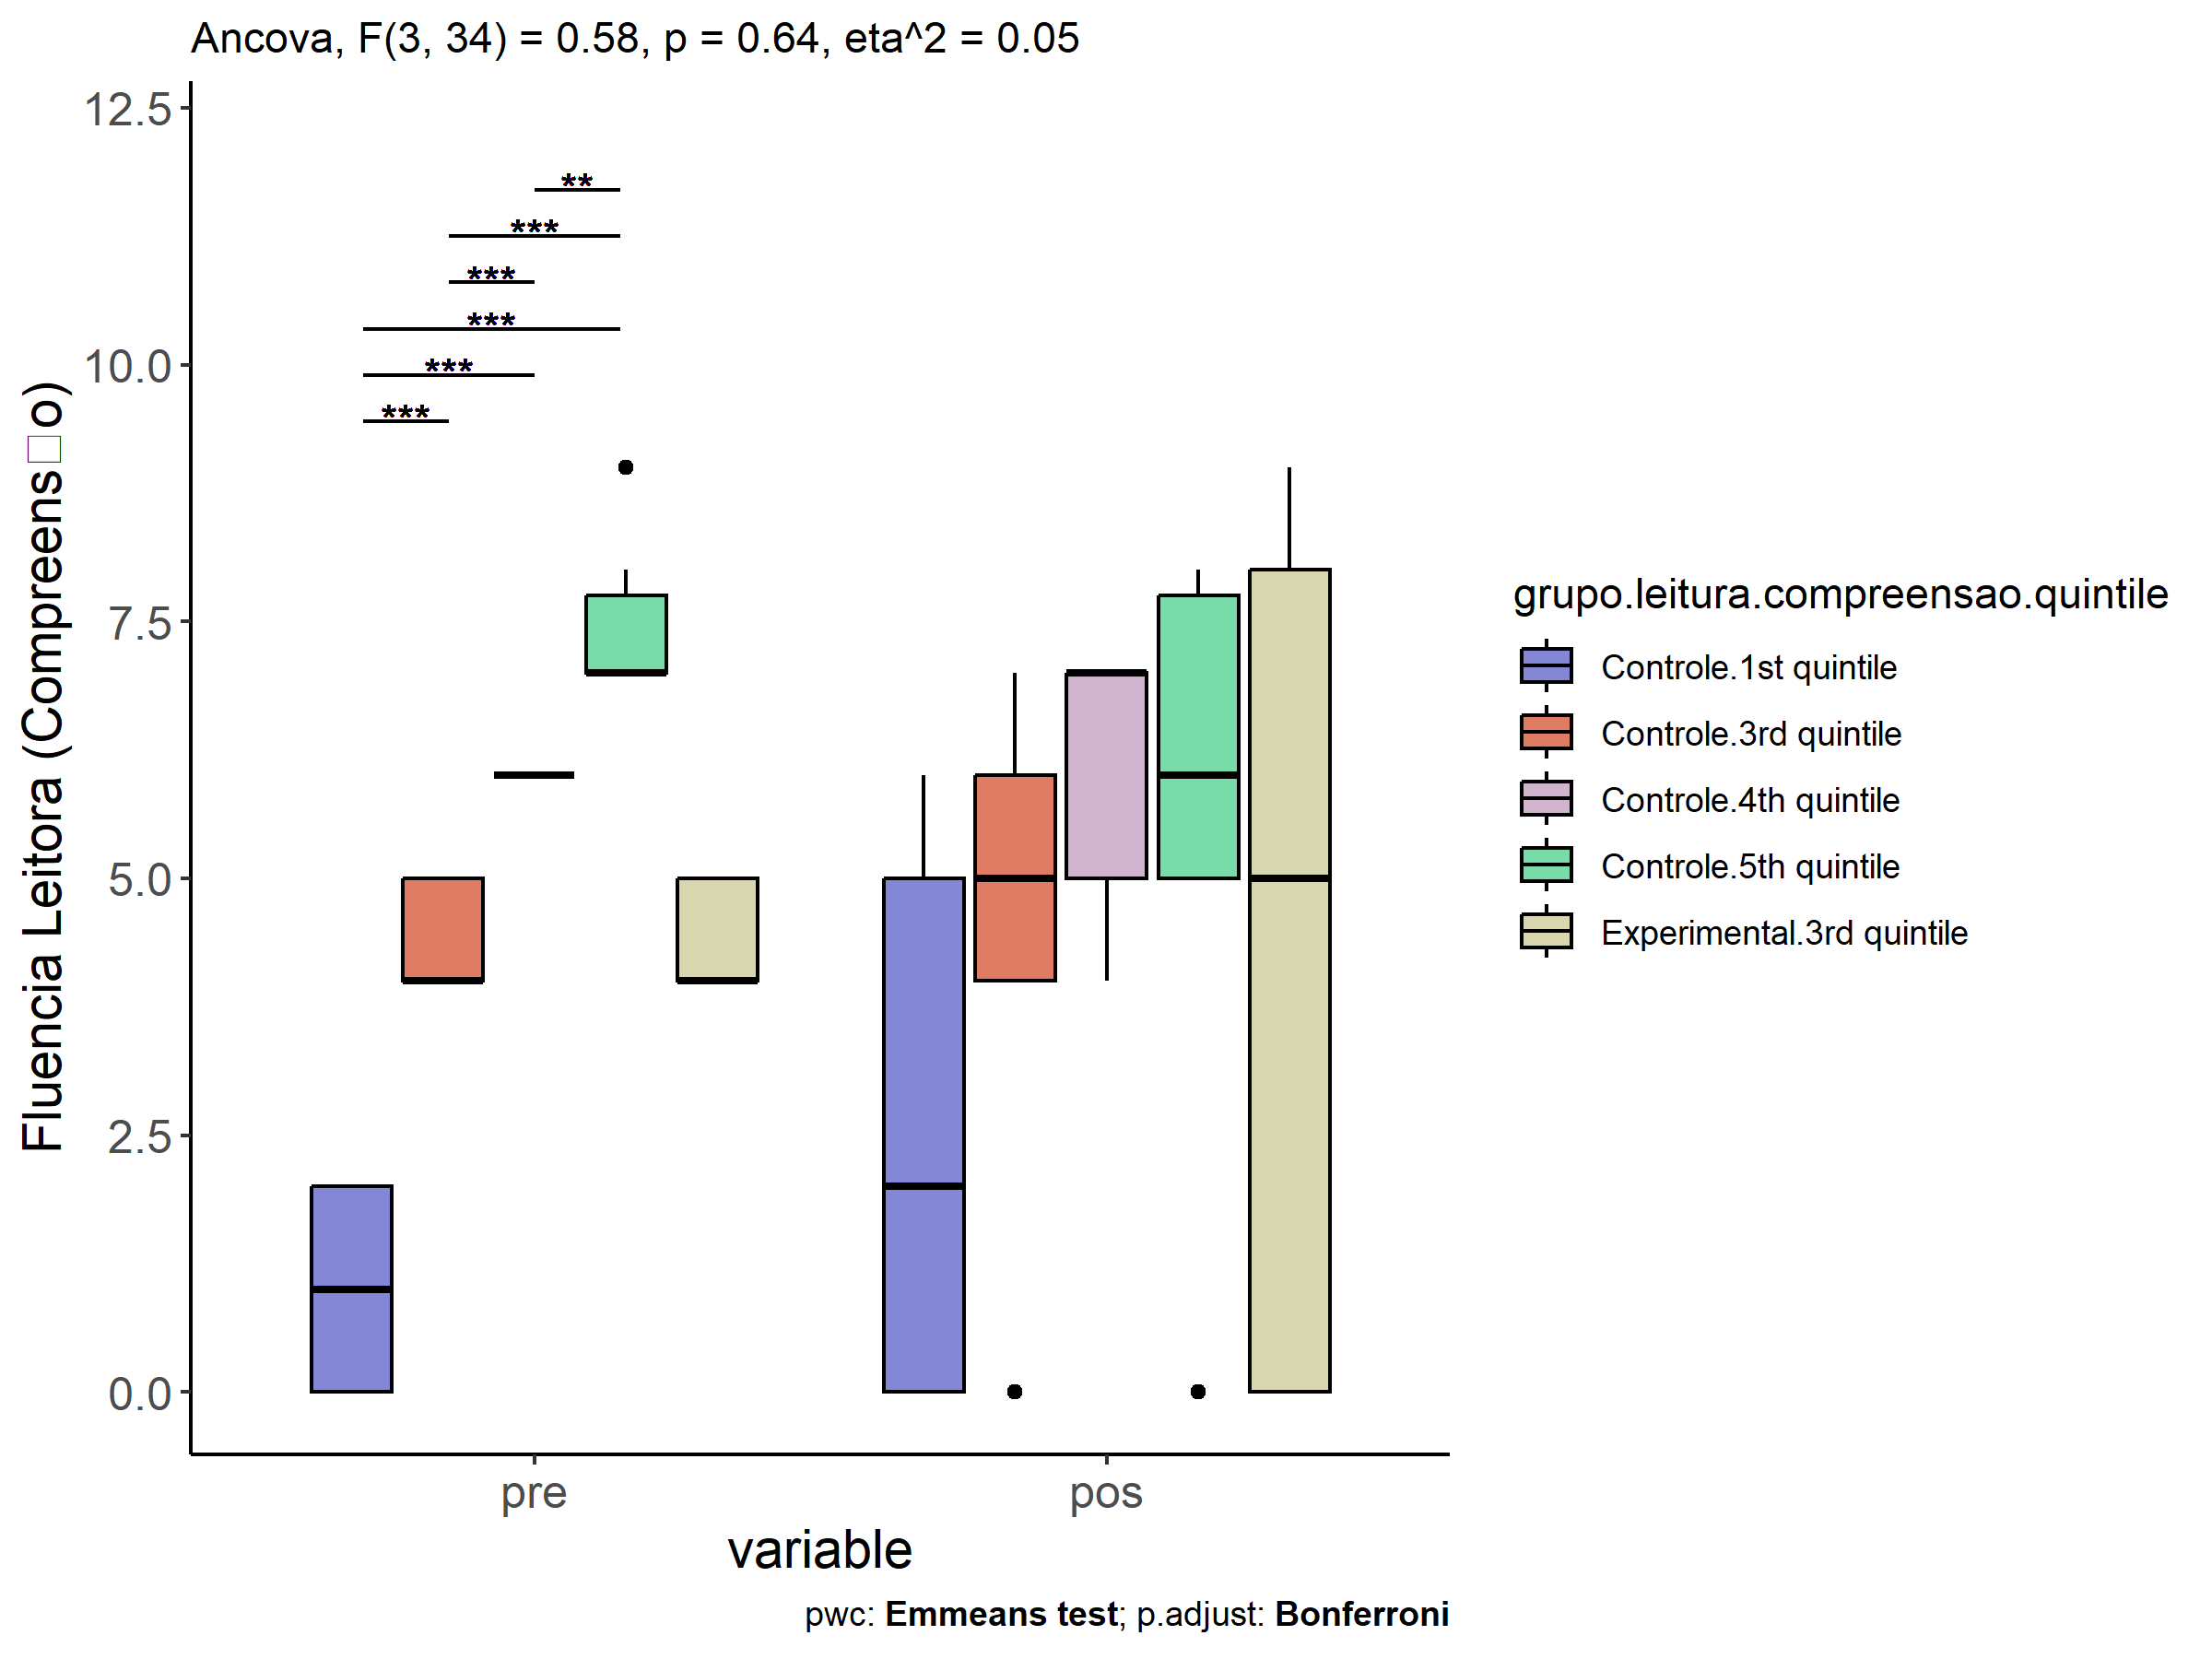 Ancova, F(3, 34) = 0.58, p = 0.64, eta^2 = 0.05
12.5
10.0
7.5
5.0
2.5
0.0
Fluencia Leitora (Compreens□o)
**
***
***
***
***
***
pre
pos
variable
grupo.leitura.compreensao.quintile
Controle.1st quintile
Controle.3rd quintile
Controle.4th quintile
Controle.5th quintile
Experimental.3rd quintile
pwc: Emmeans test; p.adjust: Bonferroni